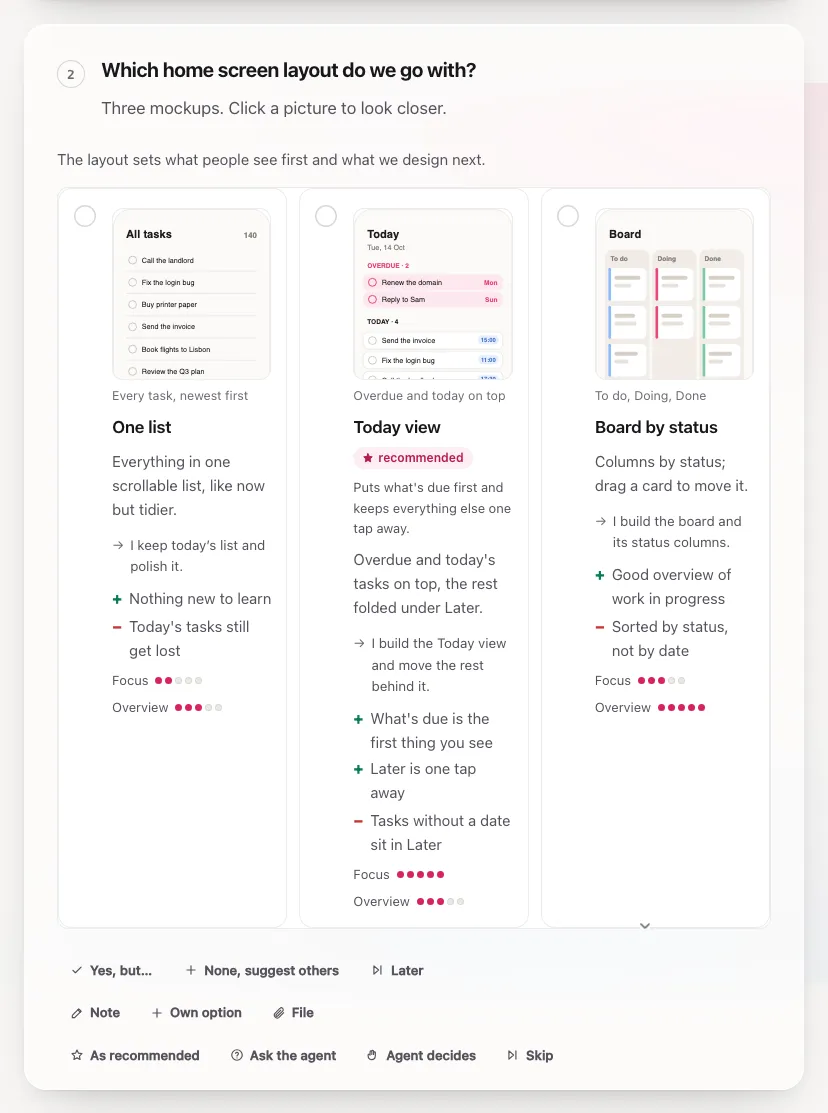 2
Which home screen layout do we go with?
Three mockups. Click a picture to look closer.
The layout sets what people see first and what we design next.
All tasks 140
Call the landlord
Fix the login bug
Buy printer paper
Send the invoice
Book flights to Lisbon
Review the Q3 plan
Every task, newest first
One list
Everything in one
scrollable list, like now
but tidier.
→ I keep today’s list and
polish it.
+ Nothing new to learn
− Today's tasks still
get lost
Focus
Overview
Today
Tue, 14 Oct
OVERDUE · 2
Renew the domain Mon
Reply to Sam Sun
TODAY · 4
Send the invoice 15:00
Fix the login bug 11:00
Overdue and today on top
Today view
★ recommended
Puts what's due first and
keeps everything else one
tap away.
Overdue and today's
tasks on top, the rest
folded under Later.
→ I build the Today view
and move the rest
behind it.
+ What's due is the
first thing you see
+ Later is one tap
away
− Tasks without a date
sit in Later
Focus
Overview
Board
To do Doing Done
To do, Doing, Done
Board by status
Columns by status;
drag a card to move it.
→ I build the board and
its status columns.
+ Good overview of
work in progress
− Sorted by status,
not by date
Focus
Overview
Yes, but... + None, suggest others Later
Note + Own option File
As recommended Ask the agent Agent decides Skip